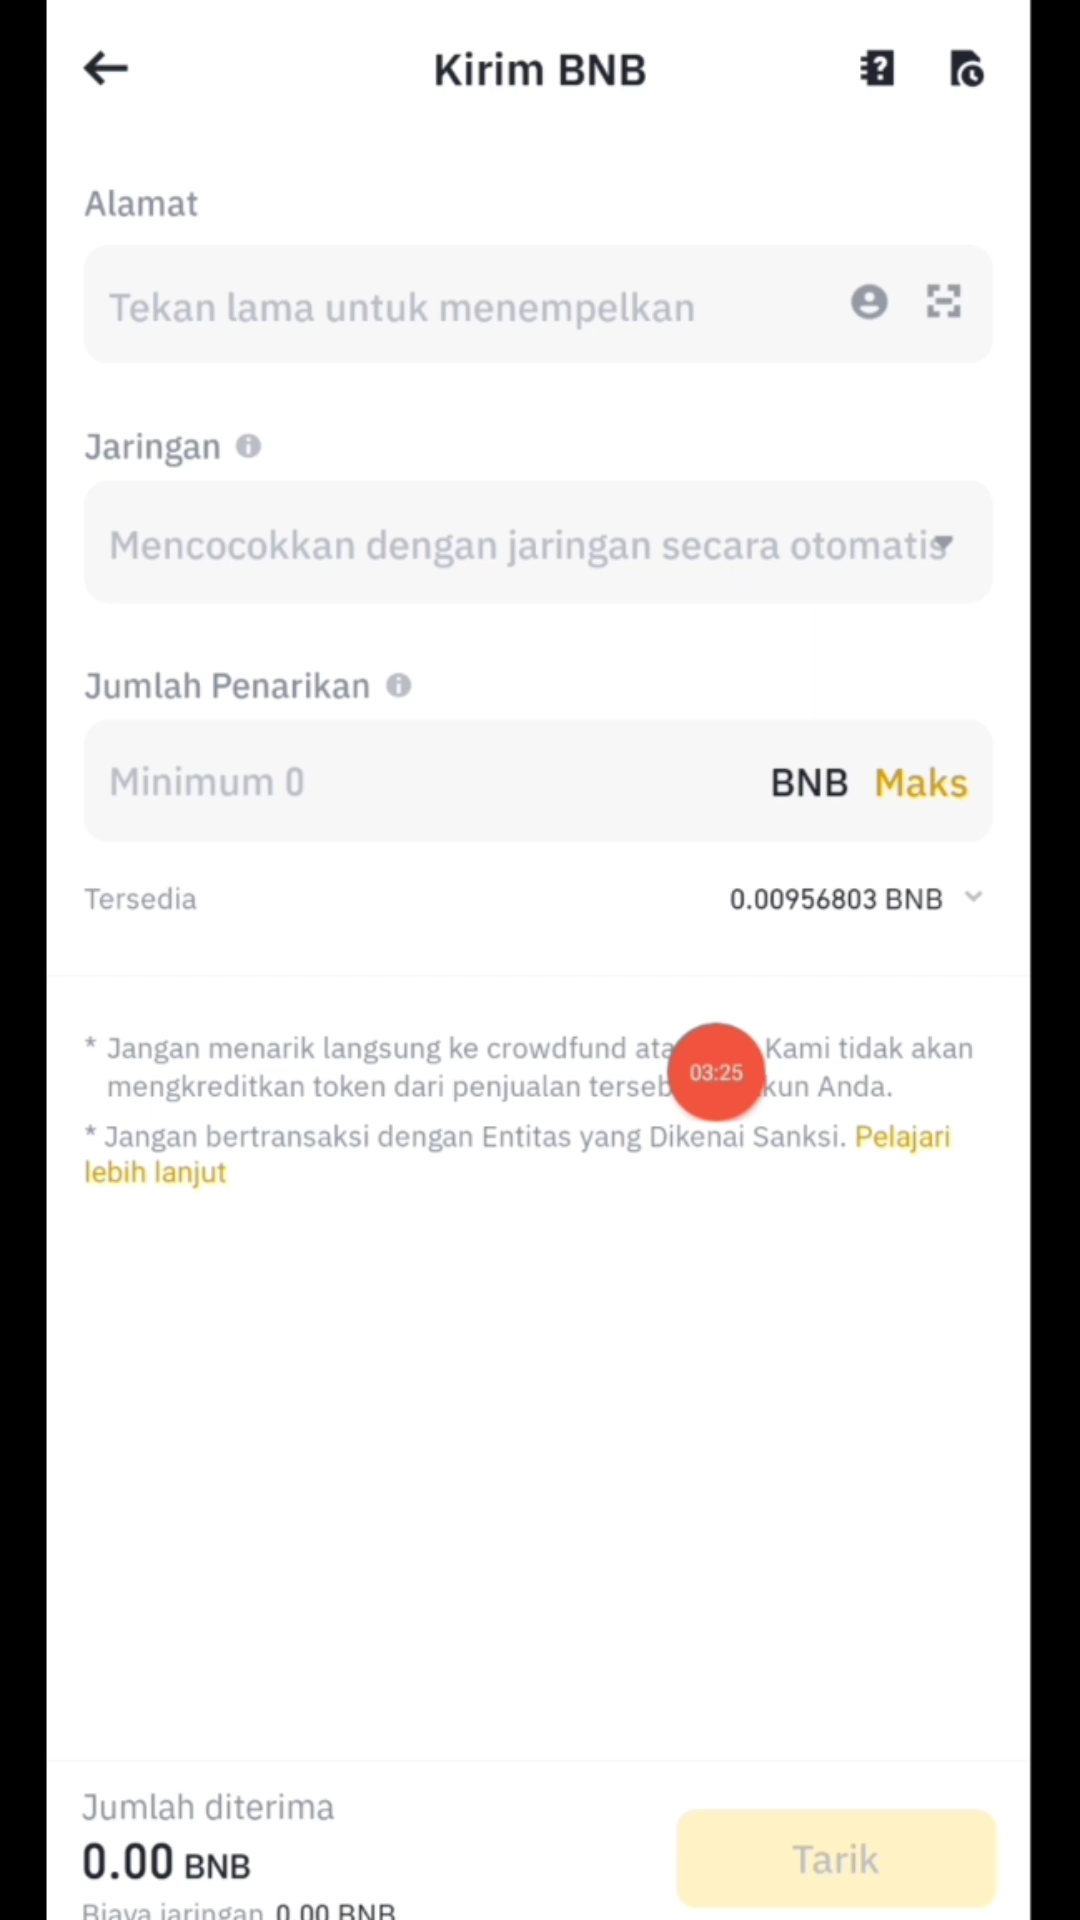 Kirim BNB
Alamat
Tekan lama untuk menempelkan
Jaringan
Mencocokkan dengan jaringan secara otomatis
Jumlah Penarikan
Minimum 0 BNB Maks
Tersedia 0.00956803 BNB
* Jangan menarik langsung ke crowdfund Kami tidak akan
03:25
mengkreditkan token dari penjualan Anda.
* Jangan bertransaksi dengan Entitas yang Dikenai Sanksi. Pelajari
lebih lanjut
Jumlah diterima
0.00 BNB
Tarik
Biaya jaringan 0.00 BNB